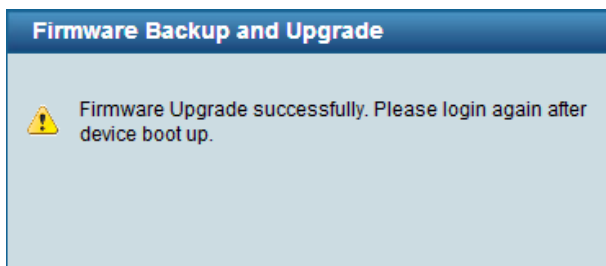 Firmware Backup and Upgrade
Firmware Upgrade successfully. Please login again after
device boot up.